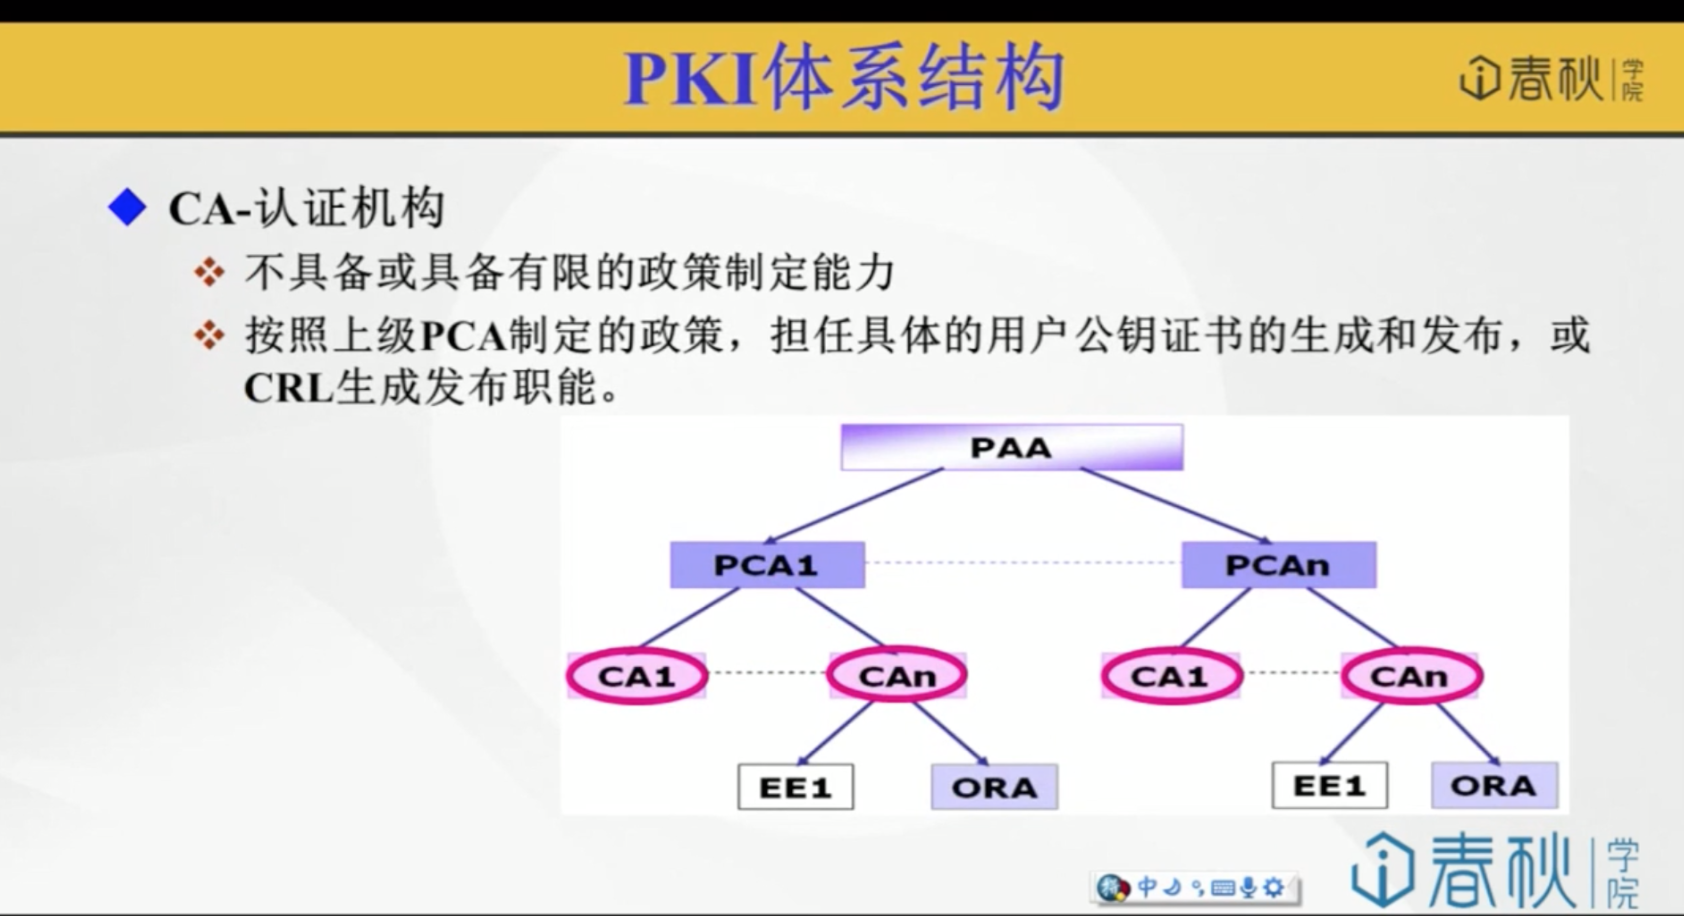 PKI体系结构
春秋学院
CA-认证机构
不具备或具备有限的政策制定能力
按照上级PCA制定的政策，担任具体的用户公钥证书的生成和发布，或
CRL生成发布职能。
PAA
PCA1
PCAn
CA1
CAn
CA1
CAn
EE1
ORA
EE1
ORA
中
春秋学院